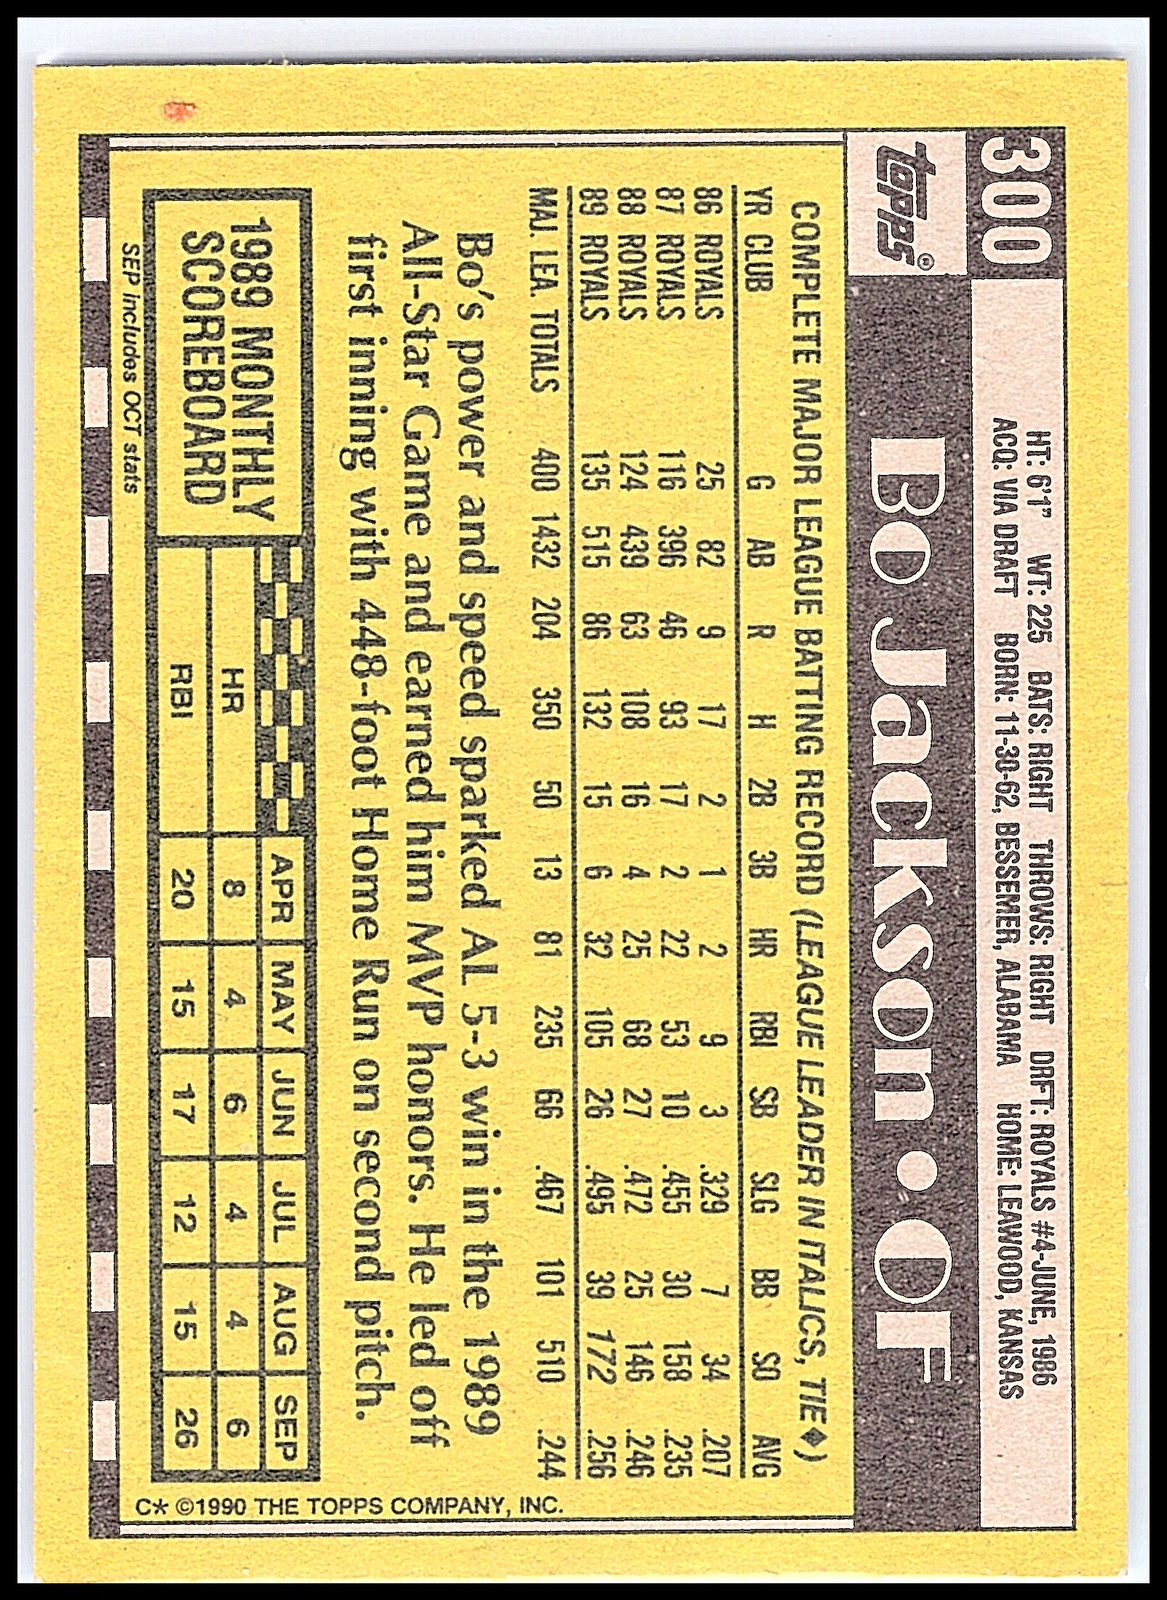 300
HT: 6'1" WT: 225 BATS: RIGHT THROWS: RIGHT DRFT: ROYALS #4-JUNE, 1986
ACQ: VIA DRAFT BORN: 11-30-62, BESSEMER, ALABAMA HOME: LEAWOOD, KANSAS
topps®
BO JACKSON • OF
COMPLETE MAJOR LEAGUE BATTING RECORD (LEAGUE LEADER IN ITALICS, TIE◆)
YR CLUB G AB R H 2B 3B HR RBI SB SLG BB SO AVG
86 ROYALS 25 82 9 17 2 1 2 9 3 .329 7 34 .207
87 ROYALS 116 396 46 93 17 2 22 53 10 .455 30 158 .235
88 ROYALS 124 439 63 108 16 4 25 68 27 .472 25 146 .246
89 ROYALS 135 515 86 132 15 6 32 105 26 .495 39 172 .256
MAJ. LEA. TOTALS 400 1432 204 350 50 13 81 235 66 .467 101 510 .244
Bo's power and speed sparked AL 5-3 win in the 1989
All-Star Game and earned him MVP honors. He led off
first inning with 448-foot Home Run on second pitch.
1989 MONTHLY
SCOREBOARD
APR MAY JUN JUL AUG SEP
HR 8 4 6 4 4 6
RBI 20 15 17 12 15 26
SEP includes OCT stats
C* ©1990 THE TOPPS COMPANY, INC.